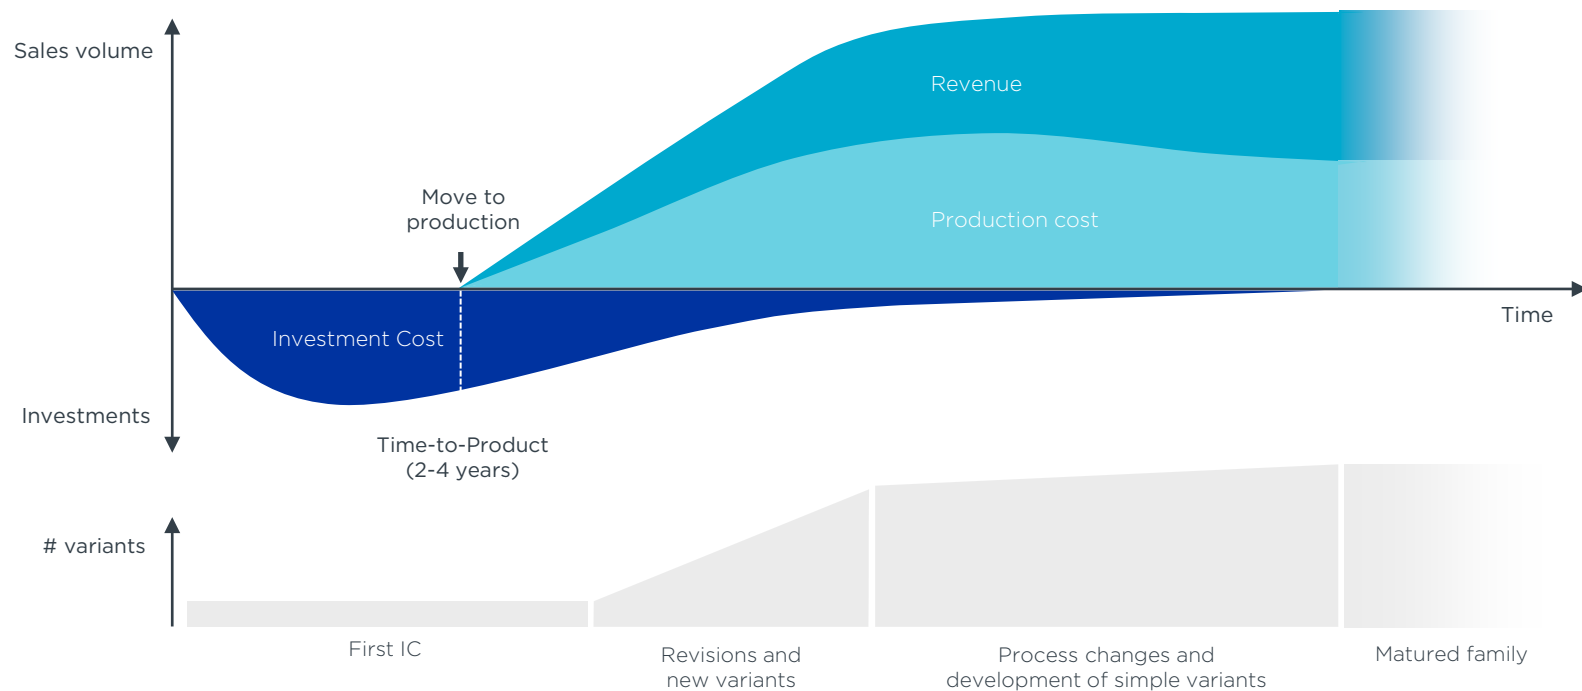 Sales volume
Revenue
Move to
production
Production cost
Time
Investment Cost
Investments
Time-to-Product
(2-4 years)
# variants
First IC
Revisions and
new variants
Process changes and
development of simple variants
Matured family